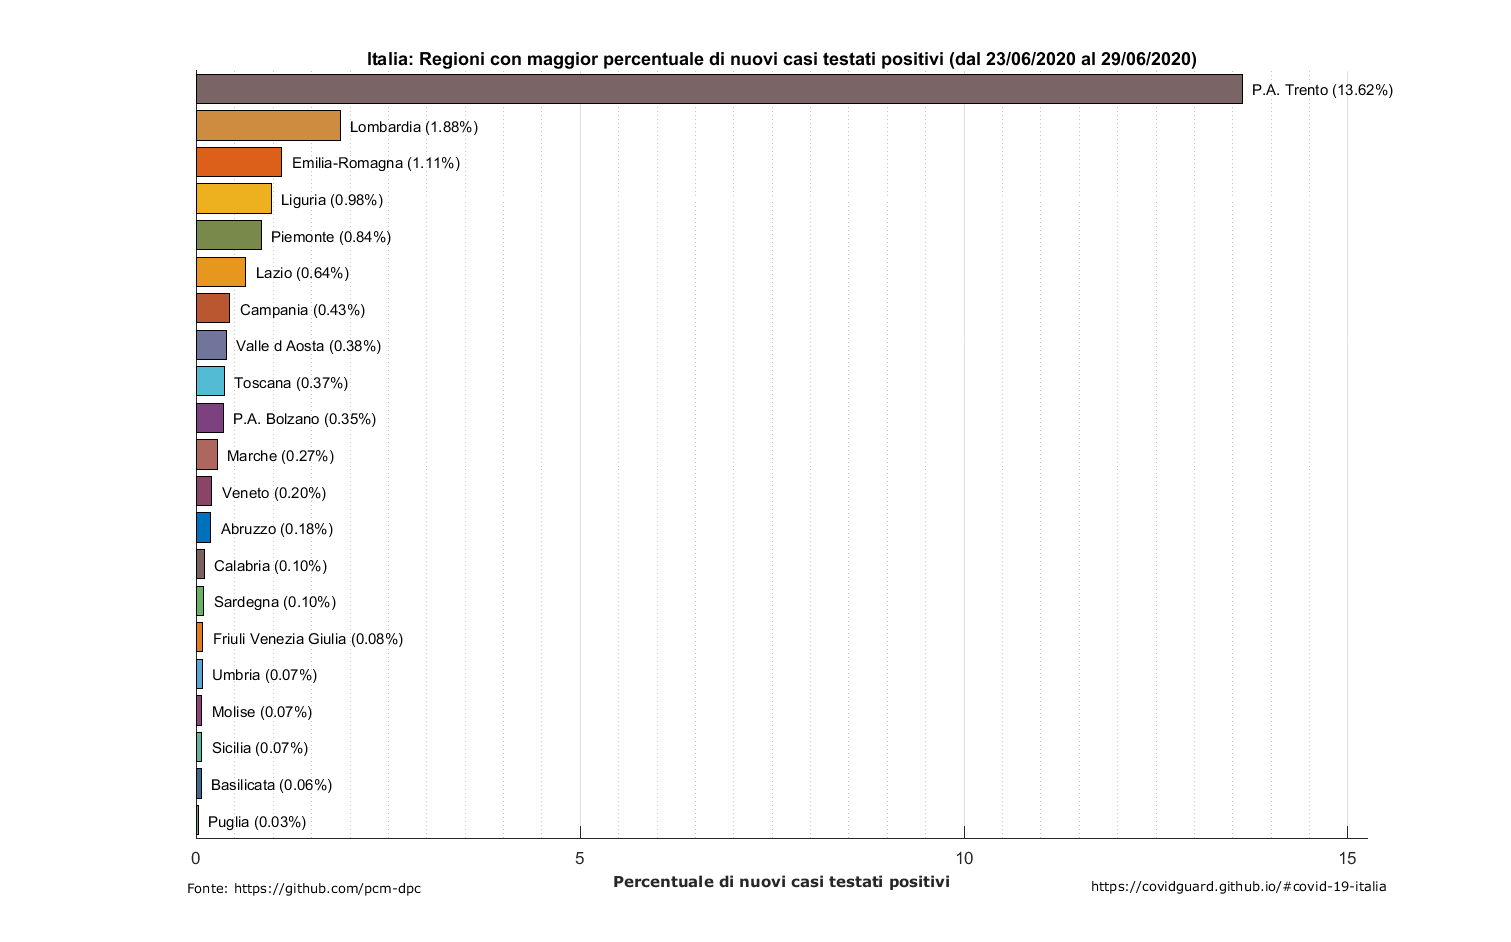 Italia: Regioni con maggior percentuale di nuovi casi testati positivi (dal 23/06/2020 al 29/06/2020)
P.A. Trento (13.62%)
Lombardia (1.88%)
Emilia-Romagna (1.11%)
Liguria (0.98%)
Piemonte (0.84%)
Lazio (0.64%)
Campania (0.43%)
Valle d Aosta (0.38%)
Toscana (0.37%)
P.A. Bolzano (0.35%)
Marche (0.27%)
Veneto (0.20%)
Abruzzo (0.18%)
Calabria (0.10%)
Sardegna (0.10%)
Friuli Venezia Giulia (0.08%)
Umbria (0.07%)
Molise (0.07%)
Sicilia (0.07%)
Basilicata (0.06%)
Puglia (0.03%)
0 5 10 15
Percentuale di nuovi casi testati positivi
Fonte: https://github.com/pcm-dpc
https://covidguard.github.io/#covid-19-italia